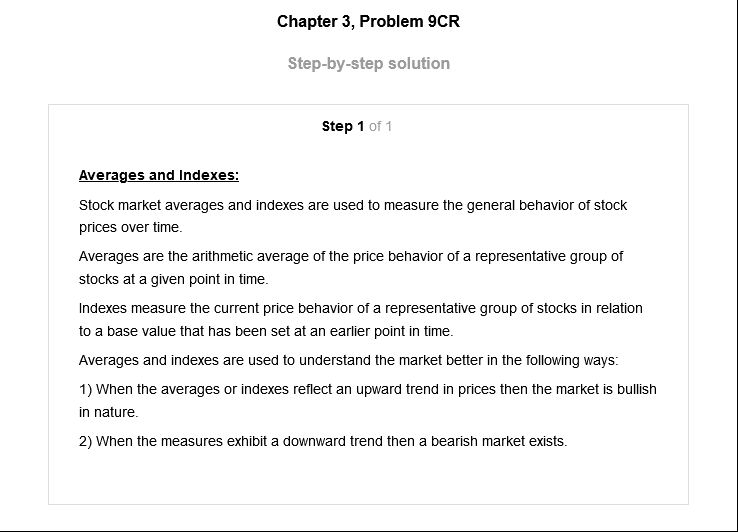 Chapter 3, Problem 9CR
Step-by-step solution
Step 1 of 1
Averages and Indexes:
Stock market averages and indexes are used to measure the general behavior of stock
prices over time.
Averages are the arithmetic average of the price behavior of a representative group of
stocks at a given point in time.
Indexes measure the current price behavior of a representative group of stocks in relation
to a base value that has been set at an earlier point in time.
Averages and indexes are used to understand the market better in the following ways:
1) When the averages or indexes reflect an upward trend in prices then the market is bullish
in nature.
2) When the measures exhibit a downward trend then a bearish market exists.